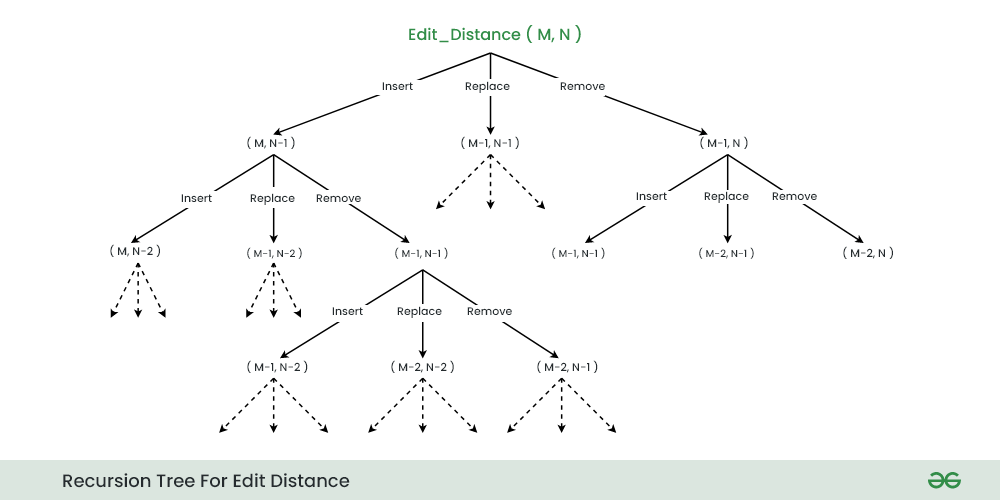 Edit_Distance ( M, N )
Insert Replace Remove
( M, N-1 ) ( M-1, N-1 ) ( M-1, N )
Insert Replace Remove Insert Replace Remove
( M, N-2 ) ( M-1, N-2 ) ( M-1, N-1 ) ( M-1, N-1 ) ( M-2, N-1 ) ( M-2, N )
Insert Replace Remove
( M-1, N-2 ) ( M-2, N-2 ) ( M-2, N-1 )
Recursion Tree For Edit Distance